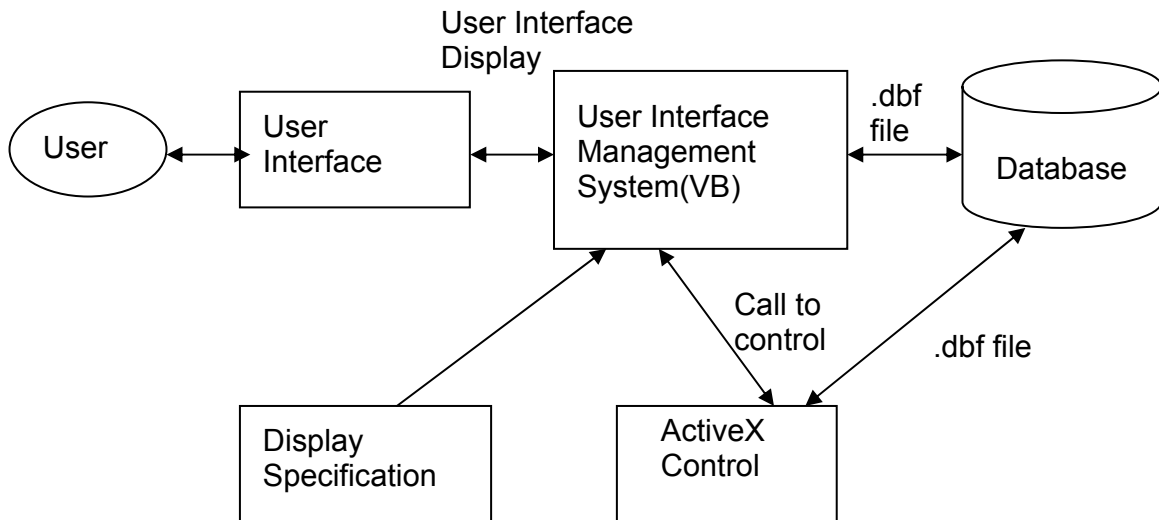 User Interface
Display
User
User
Interface
User Interface
Management
System(VB)
.dbf
file
Database
Call to
control
.dbf file
Display
Specification
ActiveX
Control